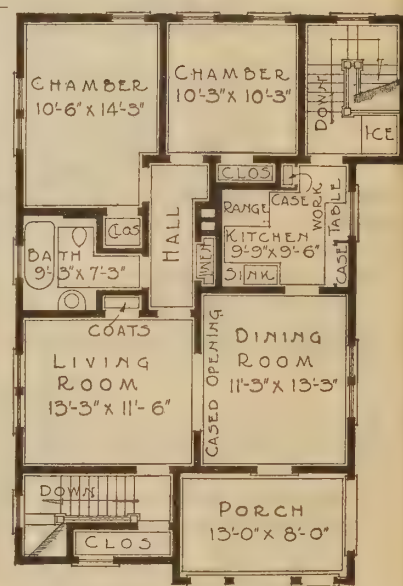 CHAMBER
10'-6" X 14'-3"
CHAMBER
10'-3" X 10'-3"
DOWN
ICE
CLOS
CLOS
HALL
RANGE
CASE
WORK
TABLE
CASE
KITCHEN
9'-9" X 9'-6"
SINK
LINEN
BATH
9'-3" X 7'-3"
COATS
LIVING
ROOM
13'-3" X 11'-6"
CASED OPENING
DINING
ROOM
11'-3" X 13'-3"
DOWN
CLOS
PORCH
13'-0" X 8'-0"